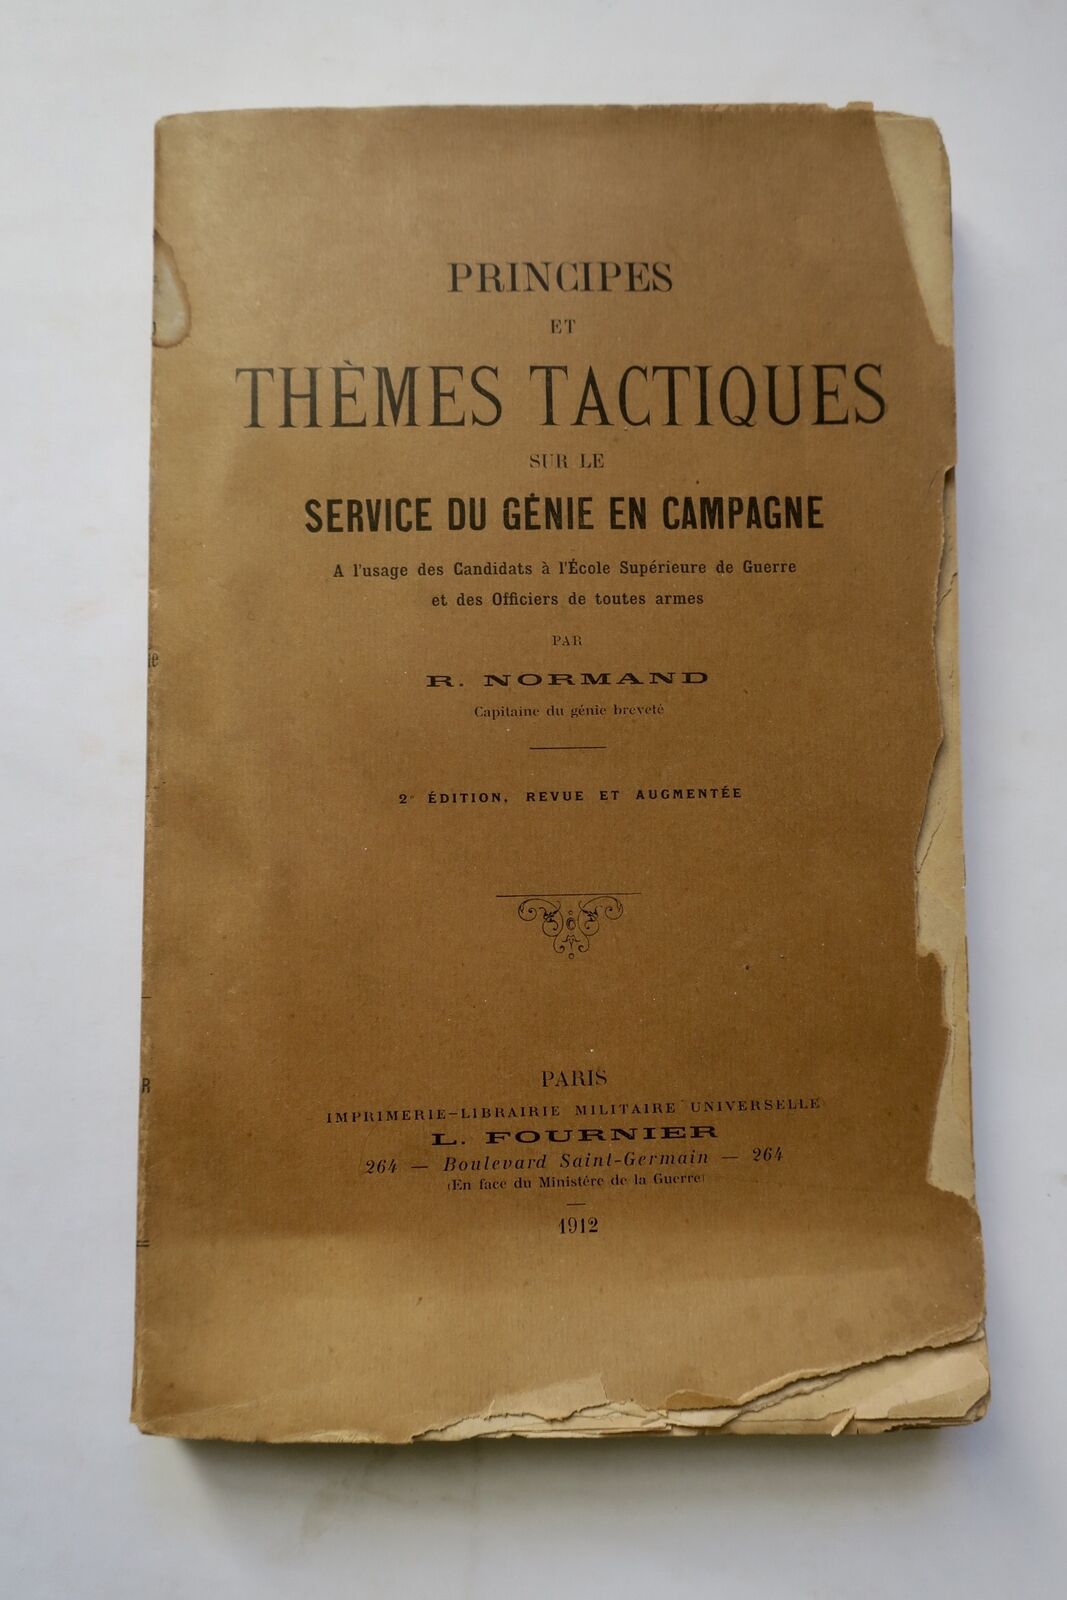 PRINCIPES
ET
THÈMES TACTIQUES
SUR LE
SERVICE DU GÉNIE EN CAMPAGNE
A l'usage des Candidats à l'École Supérieure de Guerre
et des Officiers de toutes armes
PAR
R. NORMAND
Capitaine du génie breveté
2e ÉDITION, REVUE ET AUGMENTÉE
PARIS
IMPRIMERIE-LIBRAIRIE MILITAIRE UNIVERSELLE
L. FOURNIER
264 — Boulevard Saint-Germain — 264
(En face du Ministère de la Guerre)
1912